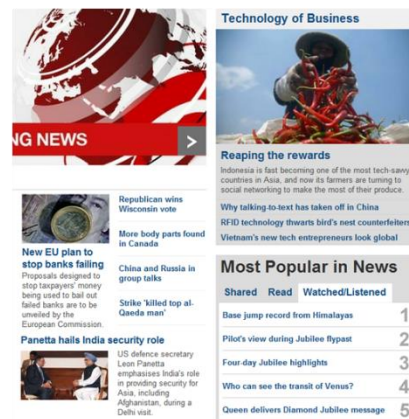 NG NEWS
Republican wins
Wisconsin vote
More body parts found
in Canada
China and Russia in
group talks
Strike 'killed top al-
Qaeda man'
New EU plan to
stop banks failing
Proposals designed to
stop taxpayers' money
being used to bail out
failed banks are to be
unveiled by the
European Commission.
Panetta hails India security role
US defence secretary
Leon Panetta
emphasises India's role
in providing security for
Asia, including
Afghanistan, during a
Delhi visit.
Technology of Business
Reaping the rewards
Indonesia is fast becoming one of the most tech-savvy
countries in Asia, and now its farmers are turning to
social networking to make the most of their produce.
Why talking-to-text has taken off in China
RFID technology thwarts bird's nest counterfeiters
Vietnam's new tech entrepreneurs look global
Most Popular in News
Shared Read Watched/Listened
Base jump record from Himalayas 1
Pilot's view during Jubilee flypast 2
Four-day Jubilee highlights 3
Who can see the transit of Venus? 4
Queen delivers Diamond Jubilee message 5